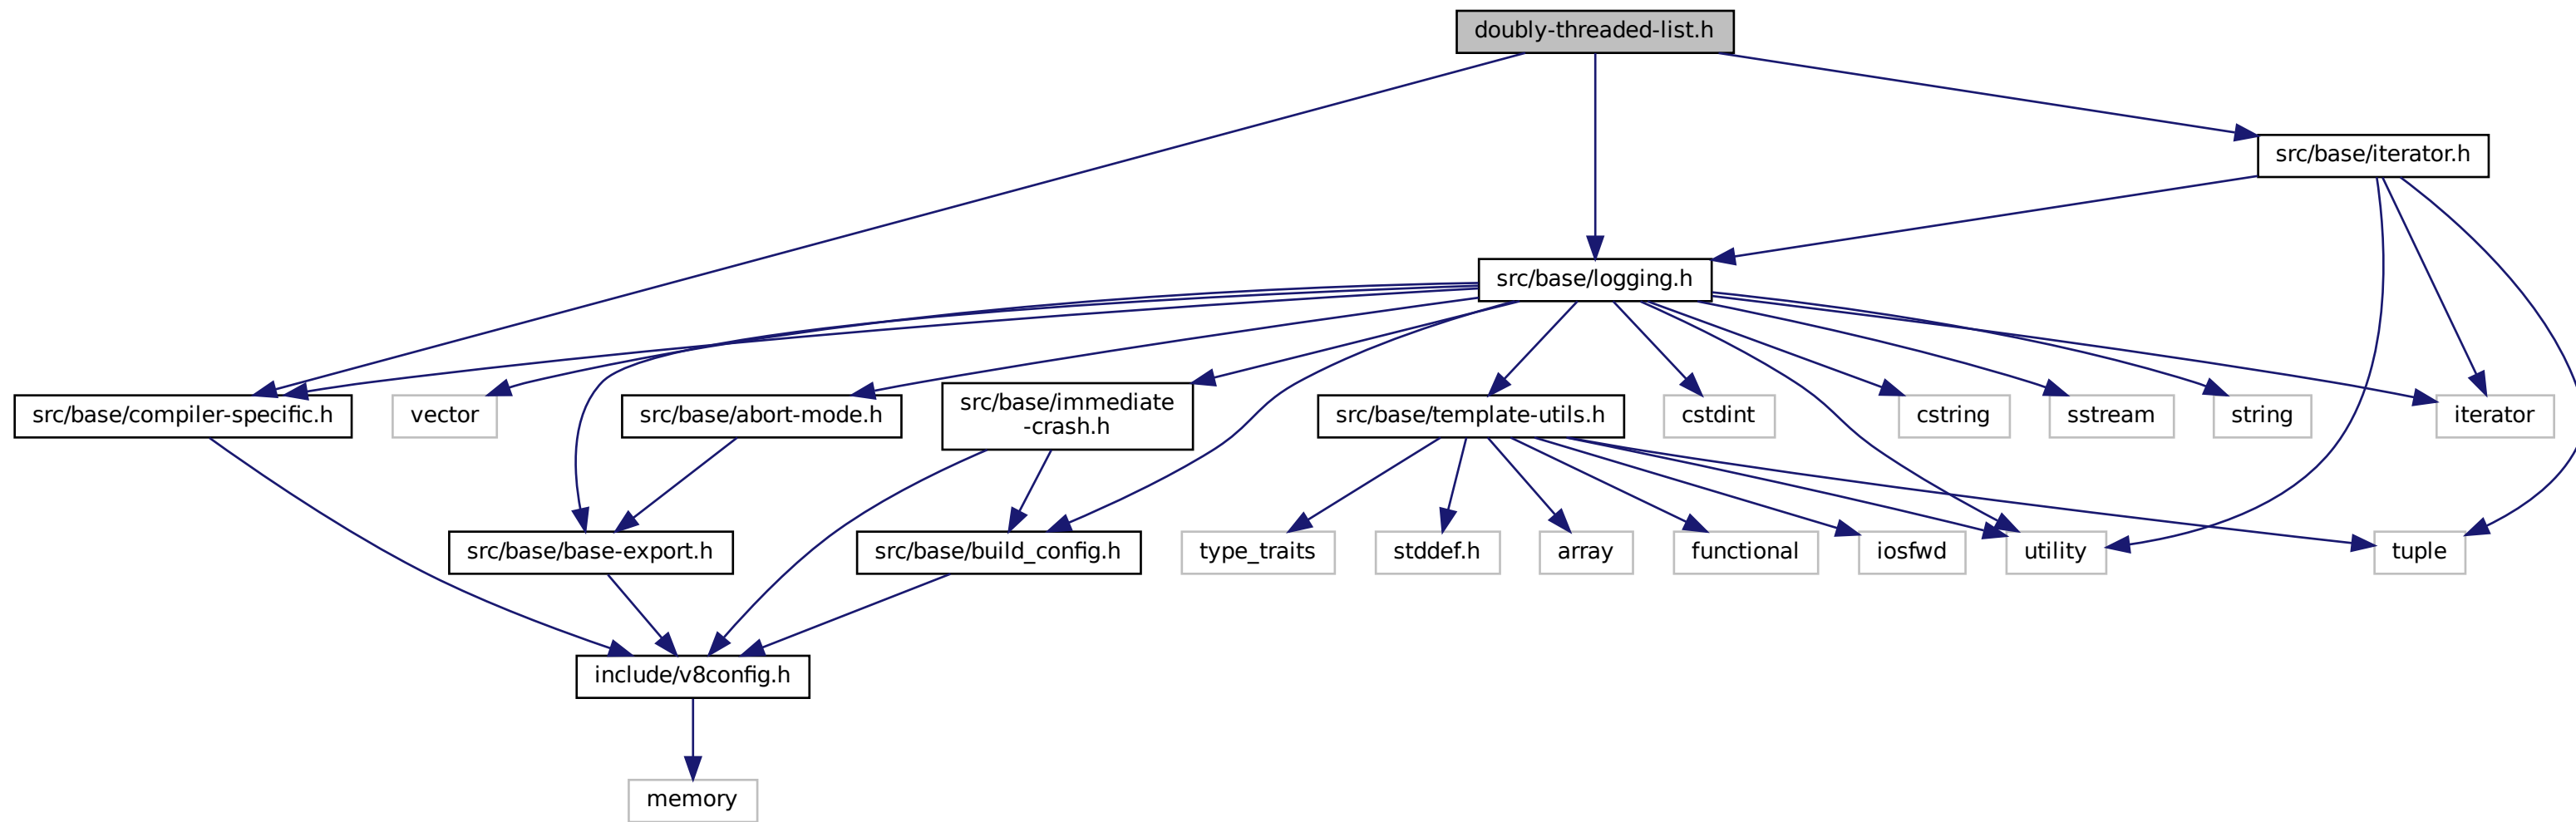 doubly-threaded-list.h
src/base/iterator.h
src/base/logging.h
src/base/compiler-specific.h
vector
src/base/abort-mode.h
src/base/immediate
-crash.h
src/base/template-utils.h
cstdint
cstring
sstream
string
iterator
src/base/base-export.h
src/base/build_config.h
type_traits
stddef.h
array
functional
iosfwd
utility
tuple
include/v8config.h
memory